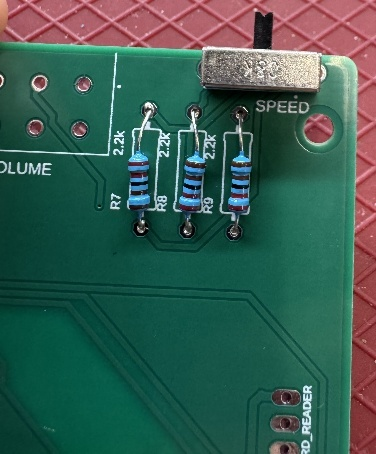 SPEED
OLUME
2.2k
2.2k
2.2k
R7
R8
R9
RD_READER